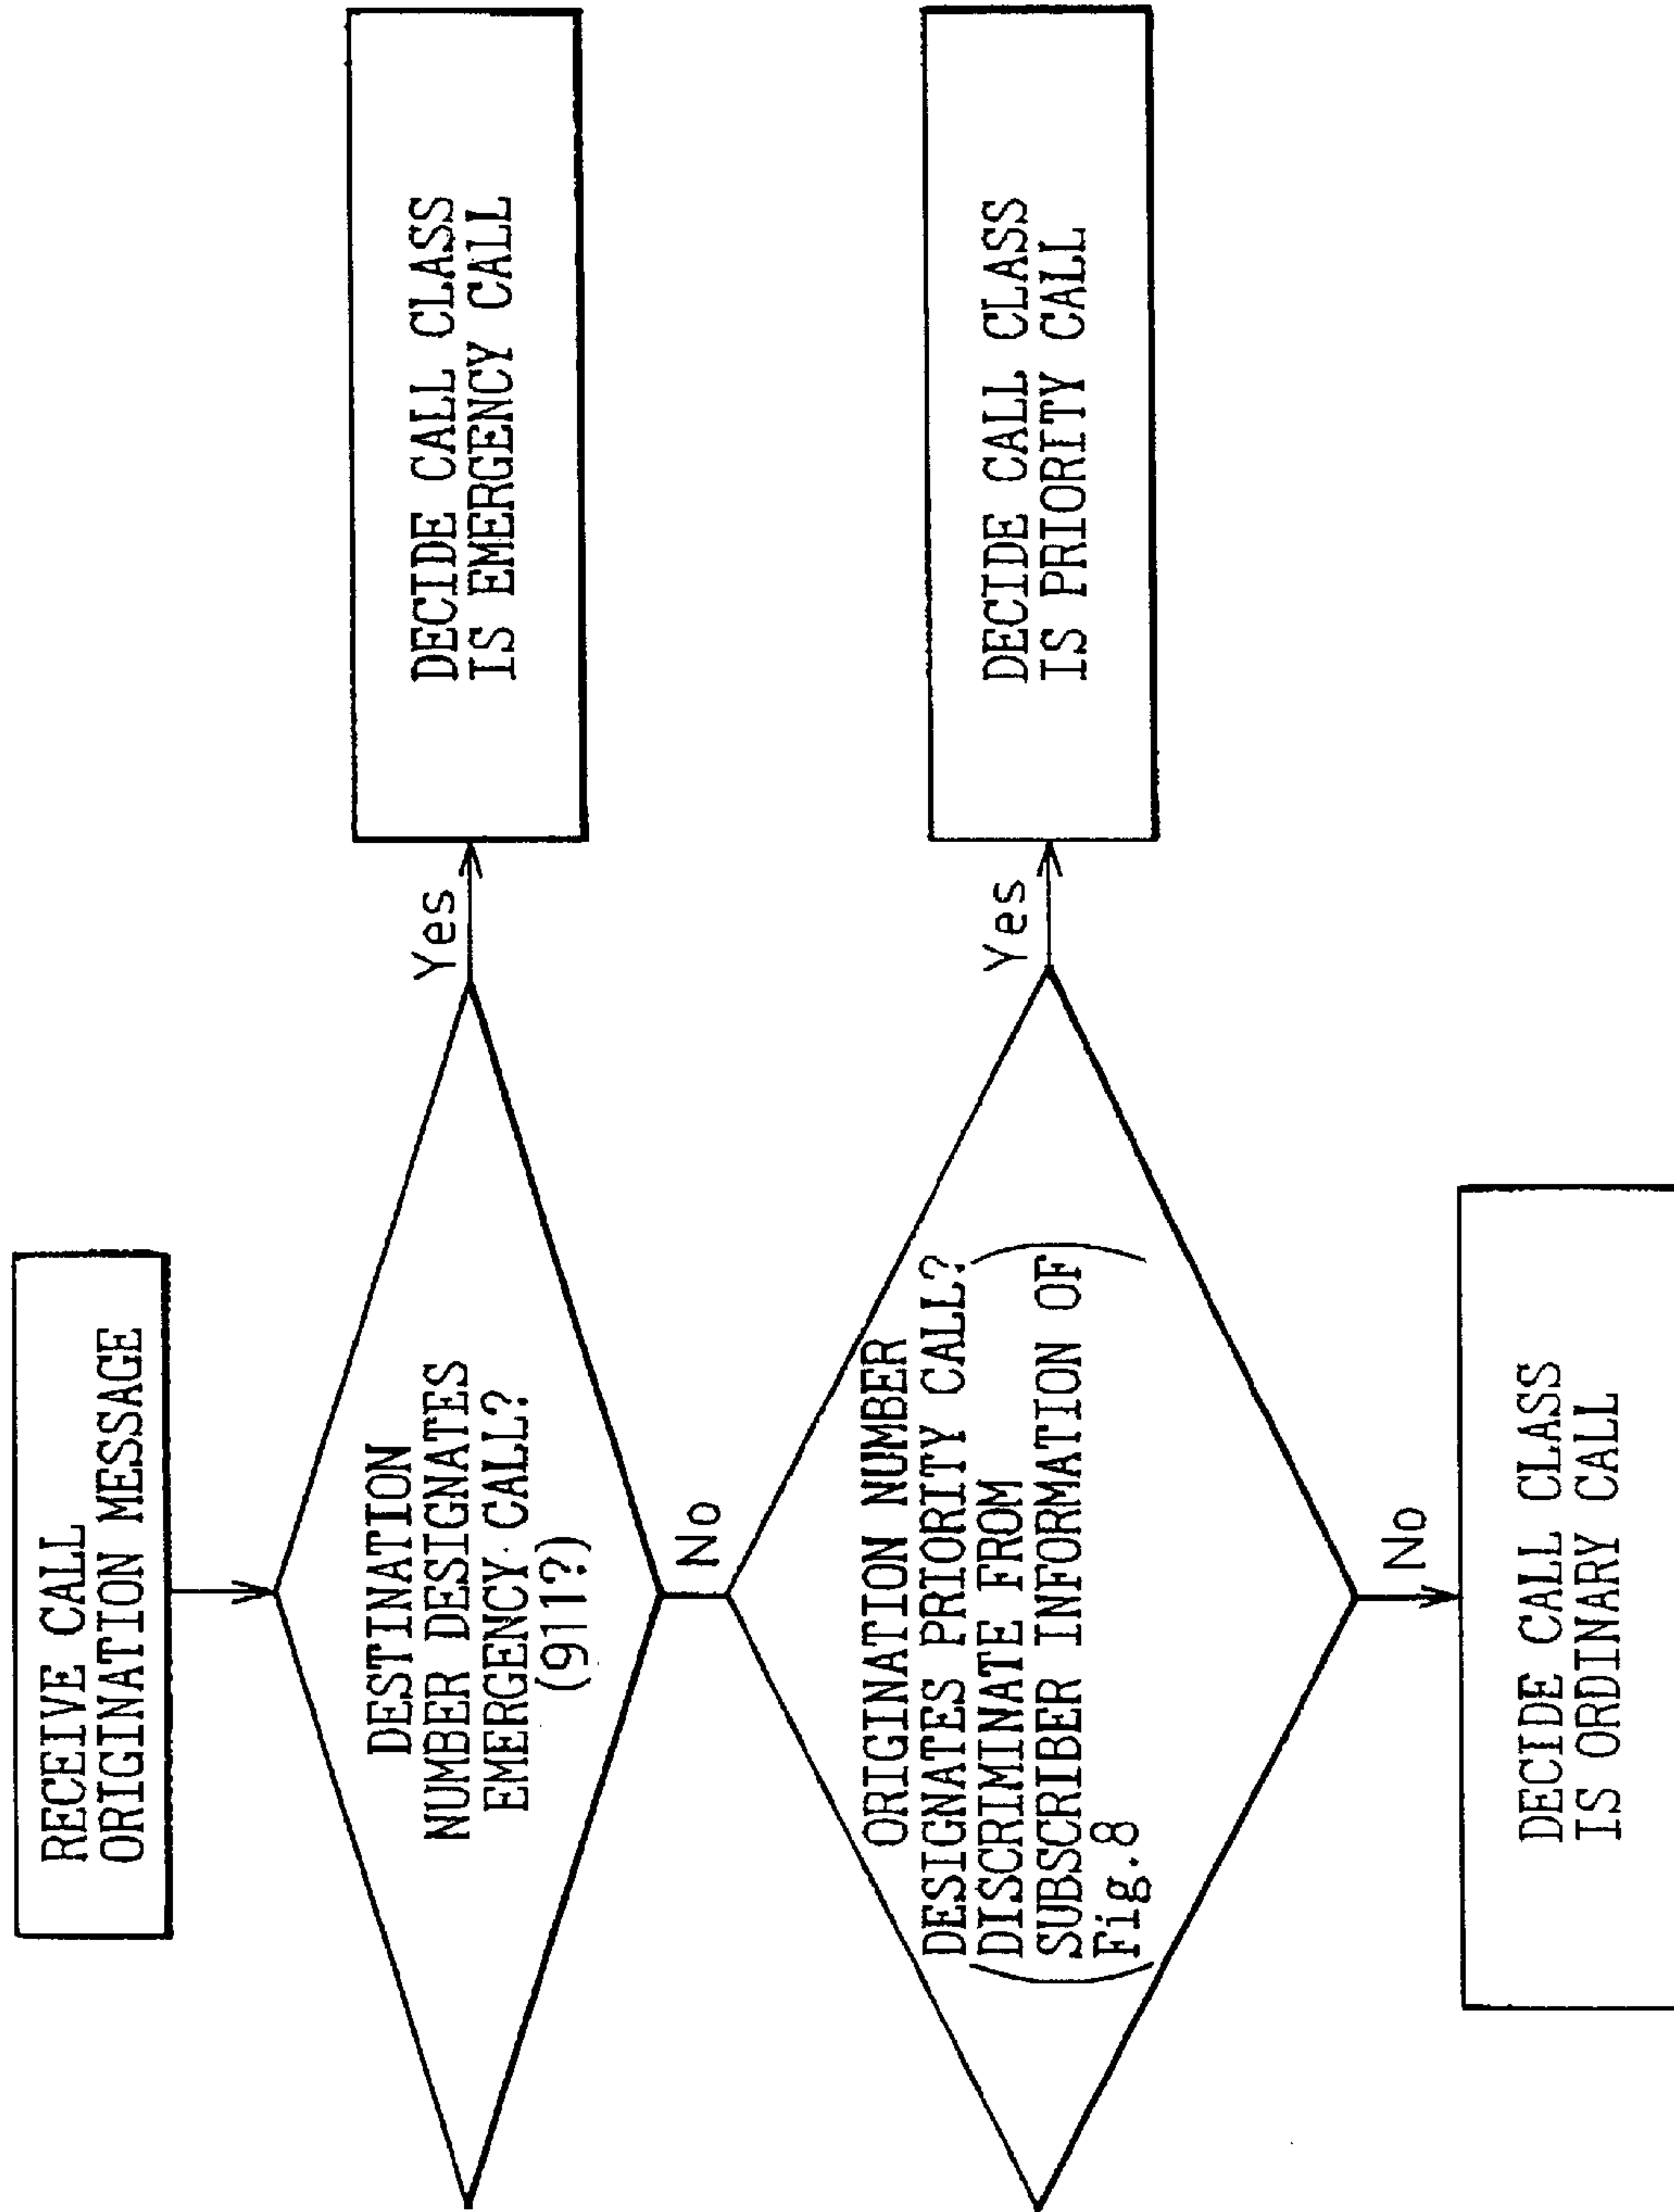 RECEIVE CALL
ORIGINATION MESSAGE
DESTINATION
NUMBER DESIGNATES
EMERGENCY CALL?
(911?)
Yes
DECIDE CALL CLASS
IS EMERGENCY CALL
No
ORIGINATION NUMBER
DESIGNATES PRIORITY CALL?
(DISCRIMINATE FROM
SUBSCRIBER INFORMATION OF
Fig.8)
Yes
DECIDE CALL CLASS
IS PRIORITY CALL
No
DECIDE CALL CLASS
IS ORDINARY CALL